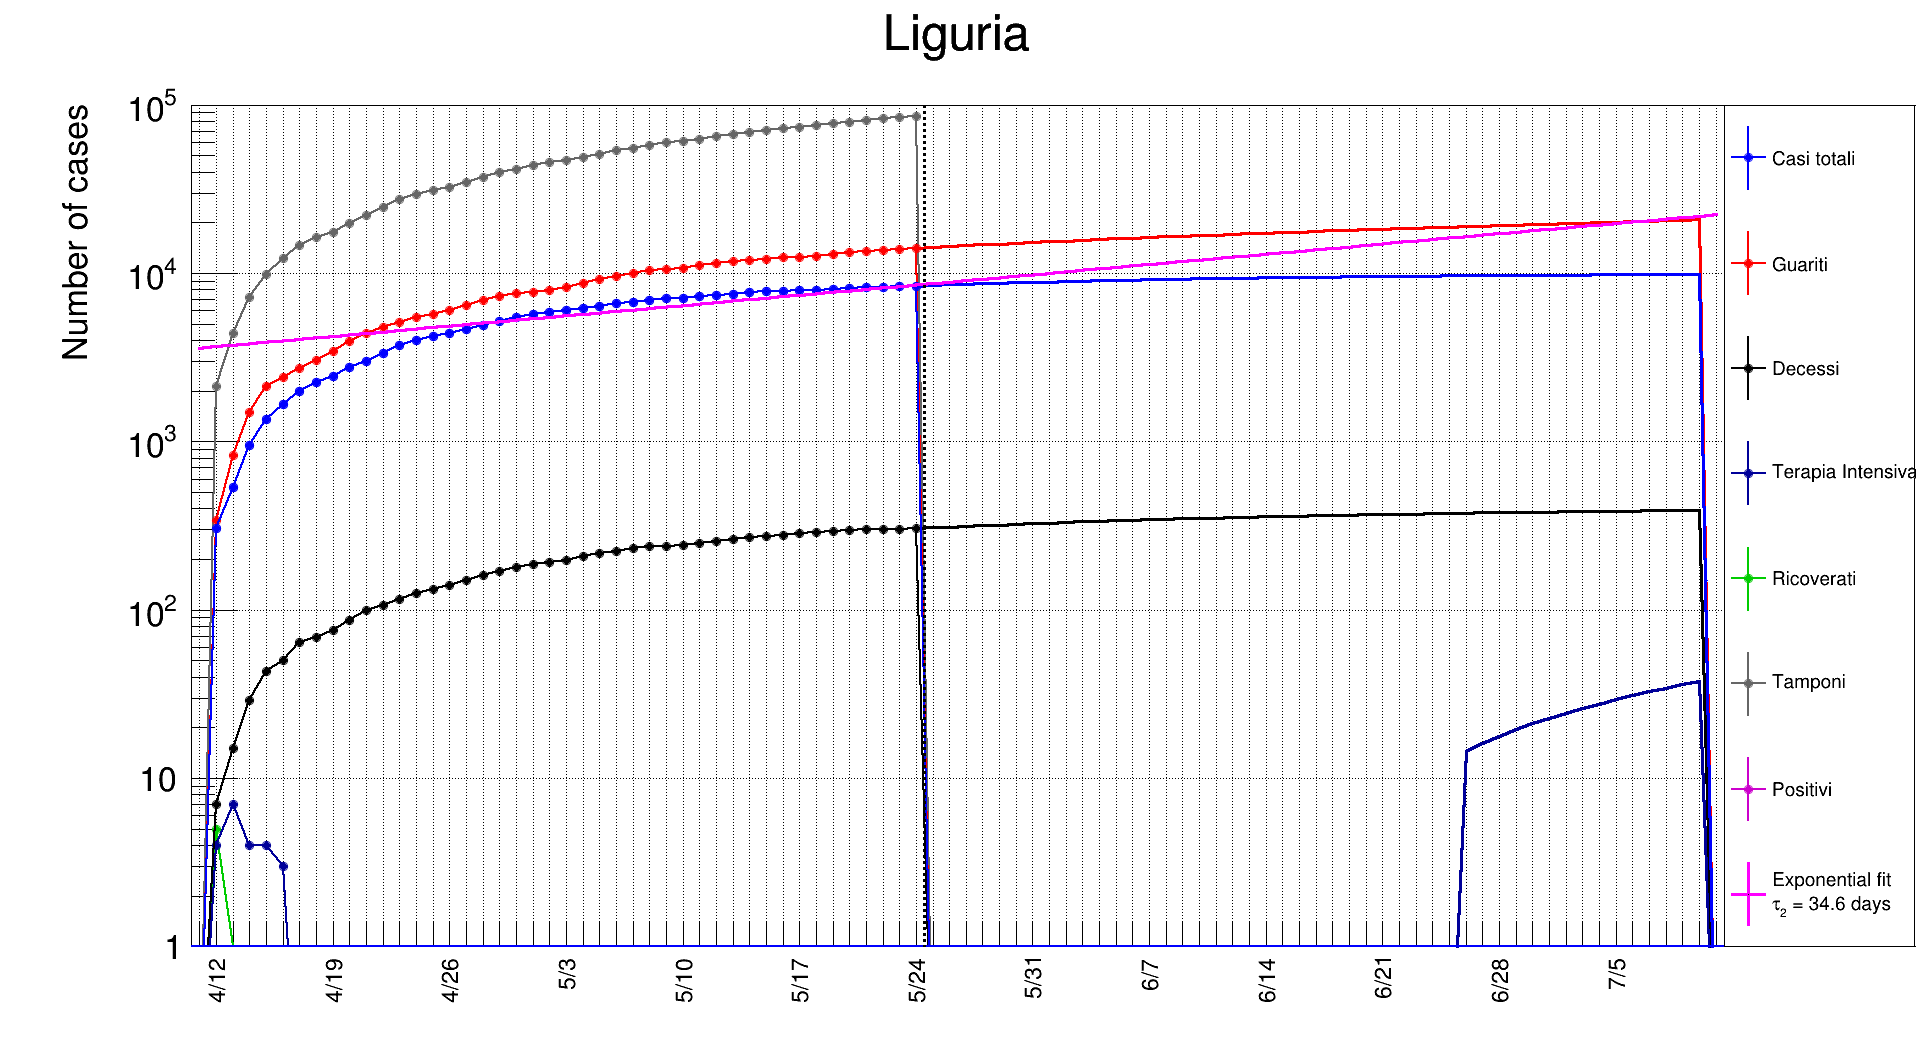 Liguria
Number of cases
10^5
10^4
10^3
10^2
10
1
4/12
4/19
4/26
5/3
5/10
5/17
5/24
5/31
6/7
6/14
6/21
6/28
7/5
Casi totali
Guariti
Decessi
Terapia Intensiva
Ricoverati
Tamponi
Positivi
Exponential fit
τ_2 = 34.6 days